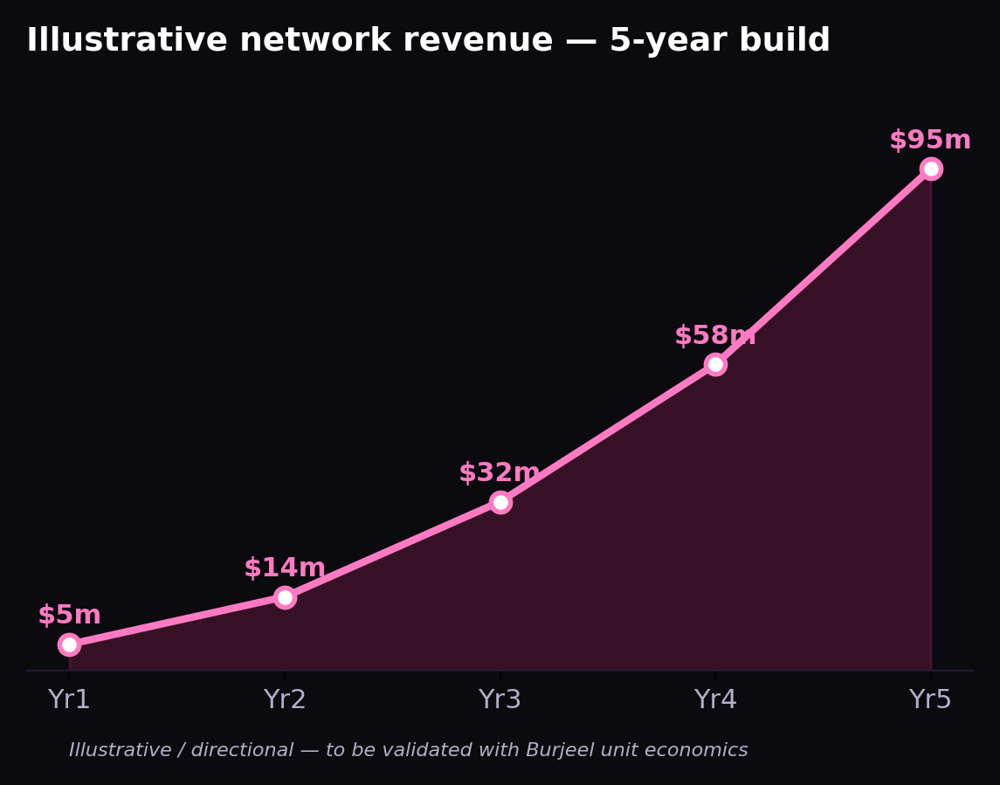 Illustrative network revenue — 5-year build
$95m
$58m
$32m
$14m
$5m
Yr1 Yr2 Yr3 Yr4 Yr5
Illustrative / directional — to be validated with Burjeel unit economics